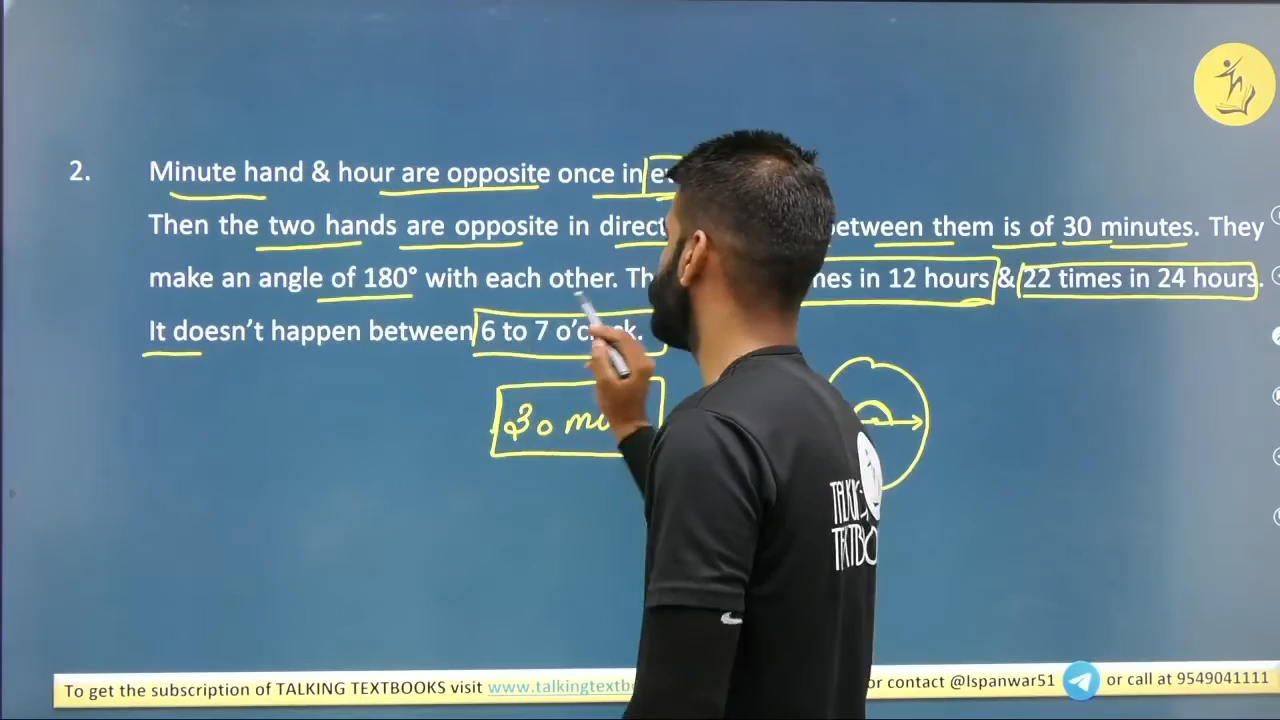 2. Minute hand & hour are opposite once in
Then the two hands are opposite in between them is of 30 minutes. They
make an angle of 180° with each other. in 12 hours & 22 times in 24 hours.
It doesn't happen between 6 to 7 o'clock.
30
TALKING
To get the subscription of TALKING TEXTBOOKS visit or contact @lspanwar51 or call at 9549041111